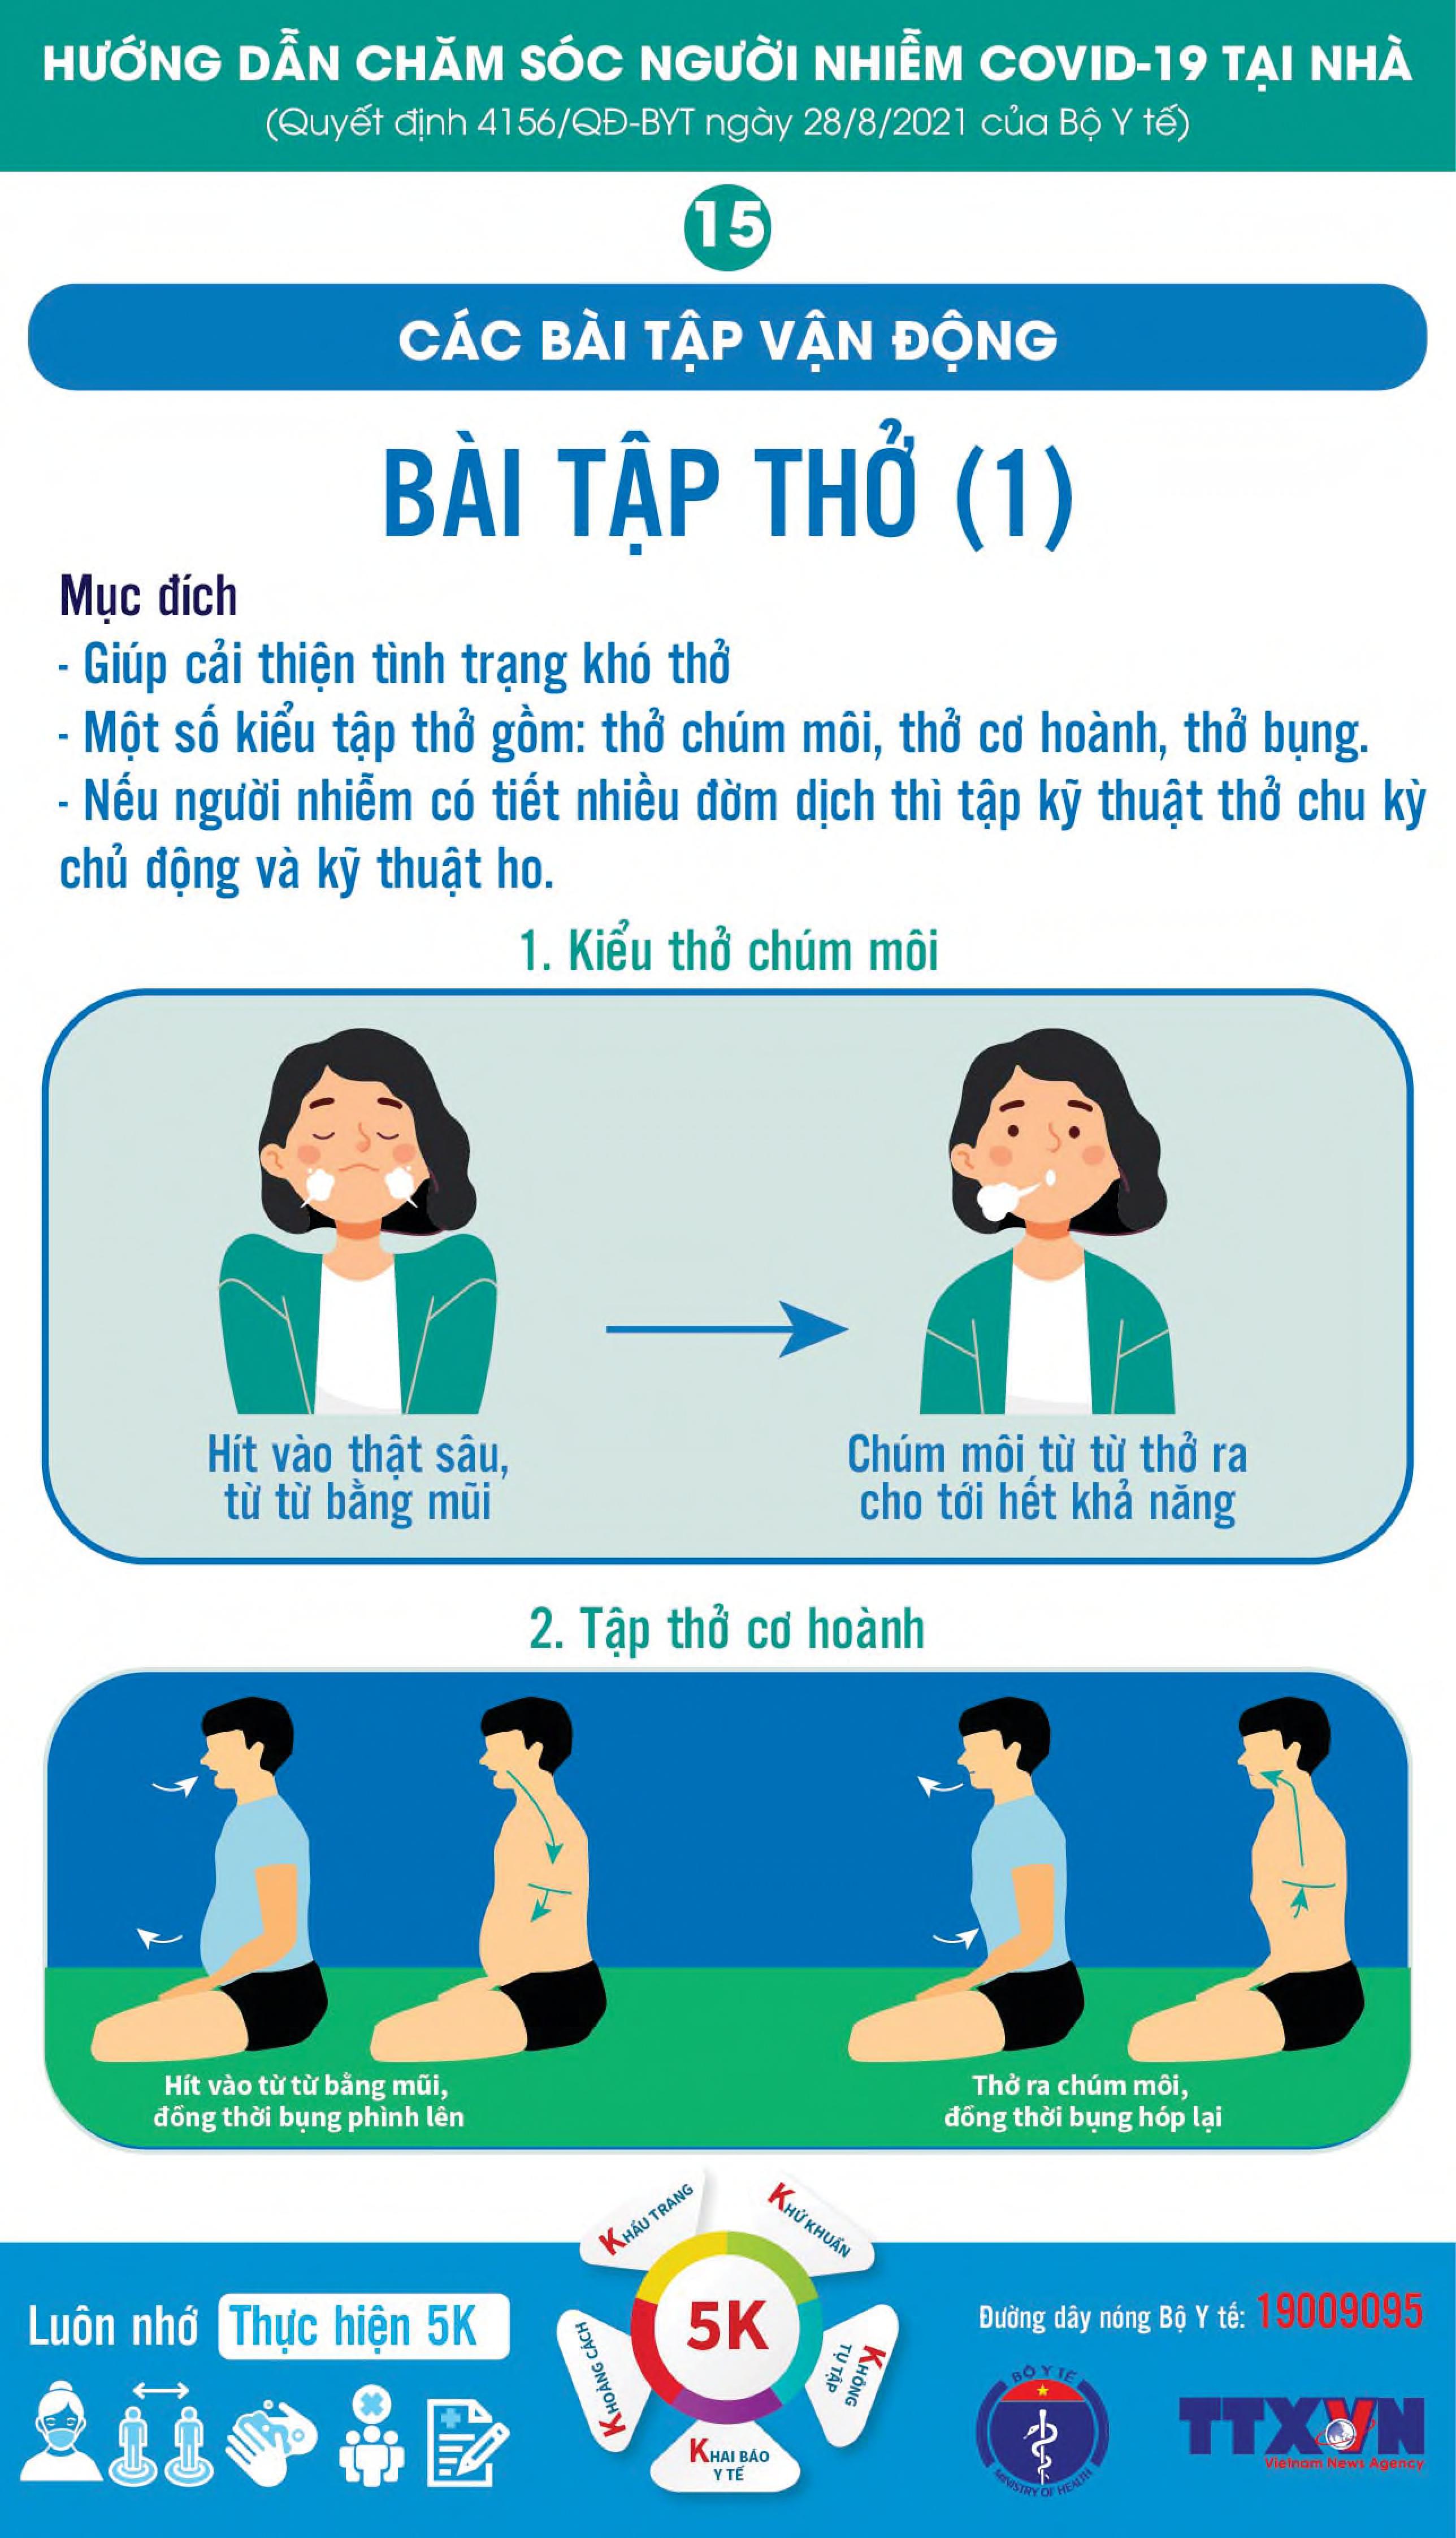 HƯỚNG DẪN CHĂM SÓC NGƯỜI NHIỄM COVID-19 TẠI NHÀ
(Quyết định 4156/QĐ-BYT ngày 28/8/2021 của Bộ Y tế)
15
CÁC BÀI TẬP VẬN ĐỘNG
BÀI TẬP THỞ (1)
Mục đích
- Giúp cải thiện tình trạng khó thở
- Một số kiểu tập thở gồm: thở chúm môi, thở cơ hoành, thở bụng.
- Nếu người nhiễm có tiết nhiều đờm dịch thì tập kỹ thuật thở chu kỳ
chủ động và kỹ thuật ho.
1. Kiểu thở chúm môi
Hít vào thật sâu,
từ từ bằng mũi
Chúm môi từ từ thở ra
cho tới hết khả năng
2. Tập thở cơ hoành
Hít vào từ từ bằng mũi,
đồng thời bụng phình lên
Thở ra chúm môi,
đồng thời bụng hóp lại
Luôn nhớ Thực hiện 5K
KHẨU TRANG
KHỬ KHUẨN
KHOẢNG CÁCH
5K
KHÔNG
TỤ TẬP
KHAI BÁO
Y TẾ
Đường dây nóng Bộ Y tế: 19009095
BỘ Y TẾ
MINISTRY OF HEALTH
TTXVN
Vietnam News Agency